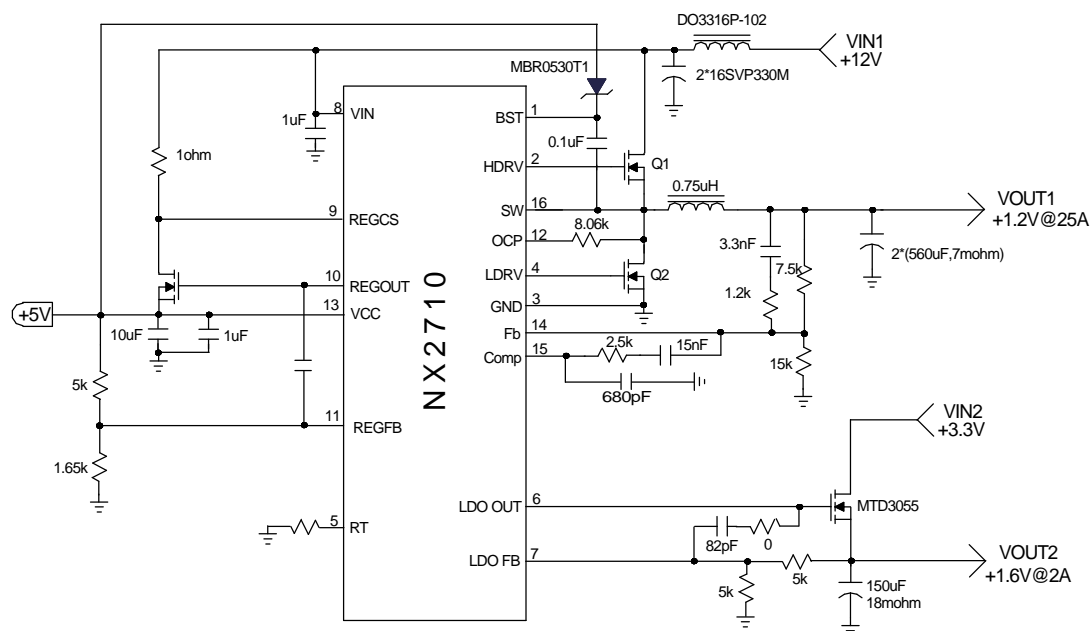 DO3316P-102
VIN1
+12V
MBR0530T1
2*16SVP330M
1uF
8
VIN
1
BST
0.1uF
1ohm
2
HDRV
Q1
0.75uH
VOUT1
+1.2V@25A
9
REGCS
16
SW
8.06k
12
OCP
3.3nF
7.5k
2*(560uF,7mohm)
10
REGOUT
4
LDRV
Q2
1.2k
+5V
13
VCC
3
GND
10uF
1uF
14
Fb
15
Comp
2.5k
15nF
15k
680pF
NX2710
5k
11
REGFB
1.65k
VIN2
+3.3V
6
LDO OUT
MTD3055
5
RT
82pF
0
7
LDO FB
5k
5k
VOUT2
+1.6V@2A
150uF
18mohm